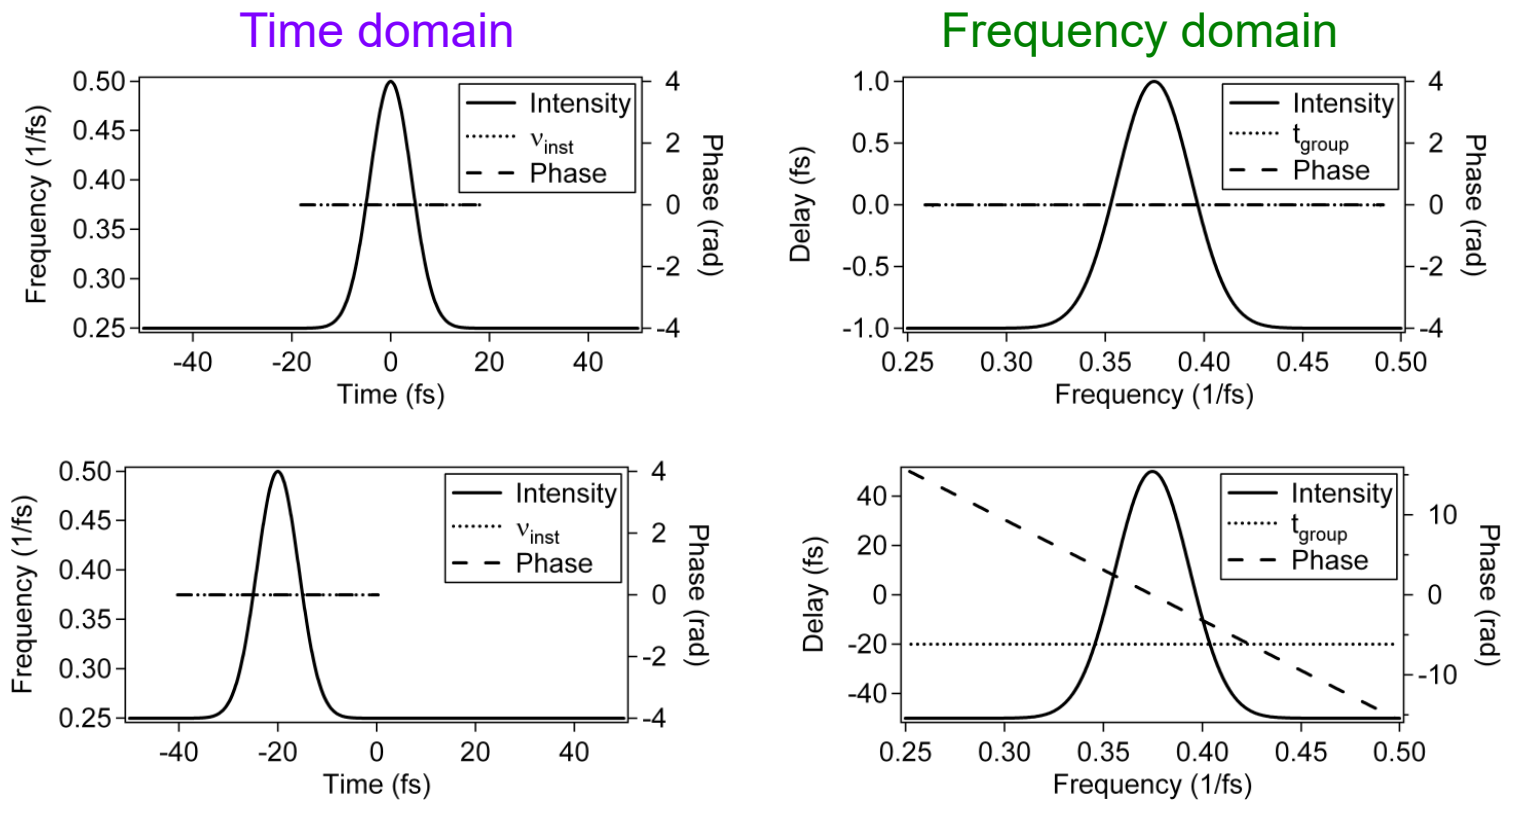 Time domain
Frequency domain
0.50
0.45
0.40
0.35
0.30
0.25
Frequency (1/fs)
Intensity
νinst
Phase
4
2
0
-2
-4
Phase (rad)
-40 -20 0 20 40
Time (fs)
1.0
0.5
0.0
-0.5
-1.0
Delay (fs)
Intensity
tgroup
Phase
4
2
0
-2
-4
Phase (rad)
0.25 0.30 0.35 0.40 0.45 0.50
Frequency (1/fs)
0.50
0.45
0.40
0.35
0.30
0.25
Frequency (1/fs)
Intensity
νinst
Phase
4
2
0
-2
-4
Phase (rad)
-40 -20 0 20 40
Time (fs)
40
20
0
-20
-40
Delay (fs)
Intensity
tgroup
Phase
10
0
-10
Phase (rad)
0.25 0.30 0.35 0.40 0.45 0.50
Frequency (1/fs)